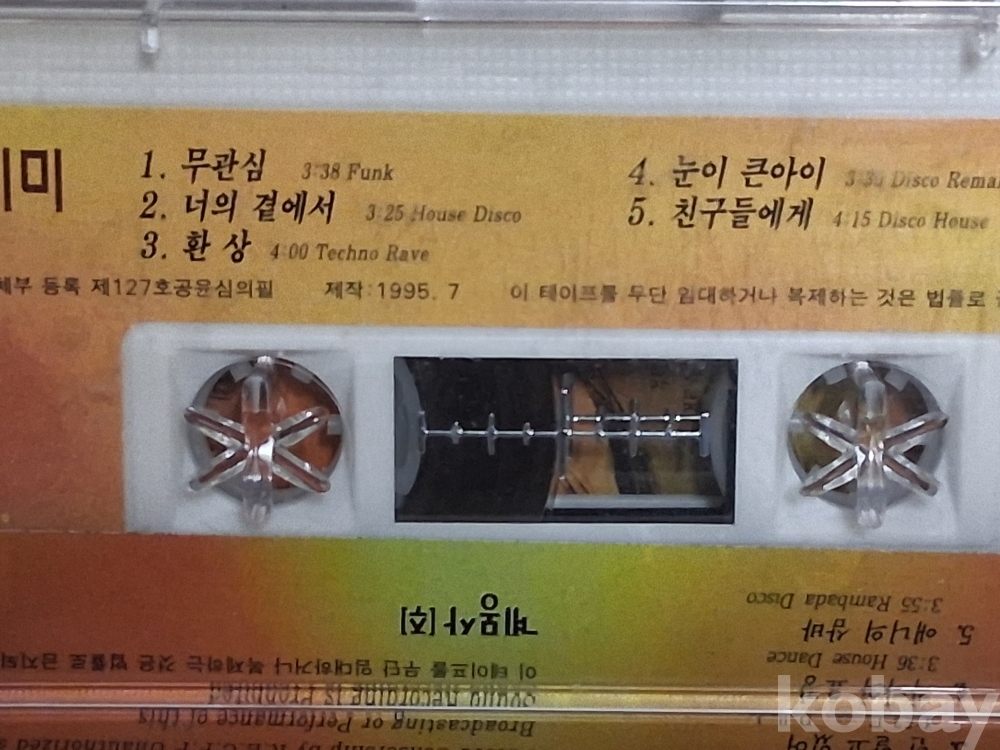 미
1. 무관심 3:38 Funk
2. 너의 곁에서 3:25 House Disco
3. 환 상 4:00 Techno Rave
4. 눈이 큰아이 Disco
5. 친구들에게 4:15 Disco House
등록 제127호공윤심의필 제작:1995. 7 이 테이프를 무단 임대하거나 복제하는 것은 법률로
계몽사 [주]
이 테이프를 무단 임대하거나 복제하는 것은 법률로 금지되
Broadcasting or Performance of this
5. 애니의 삼바
3:55 Rambada Disco
3:36 House Dance
kobay